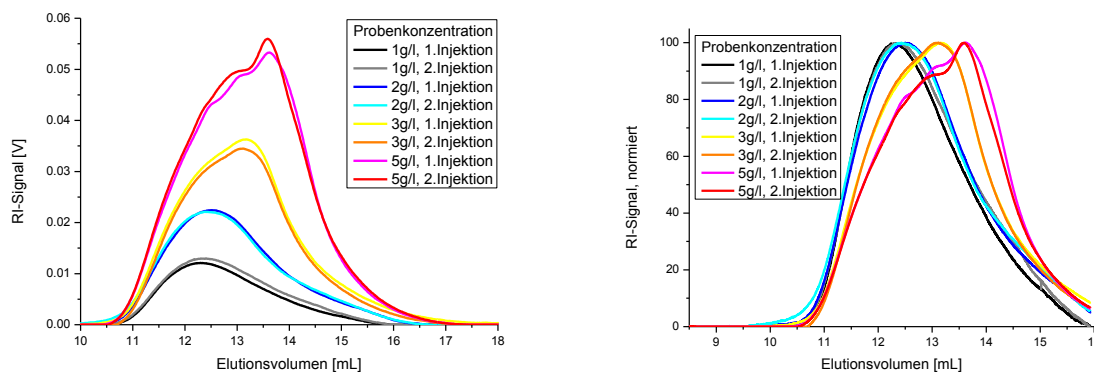 0.06
0.05
0.04
0.03
0.02
0.01
0.00
RI-Signal [V]
10 11 12 13 14 15 16 17 18
Elutionsvolumen [mL]
Probenkonzentration
1g/l, 1.Injektion
1g/l, 2.Injektion
2g/l, 1.Injektion
2g/l, 2.Injektion
3g/l, 1.Injektion
3g/l, 2.Injektion
5g/l, 1.Injektion
5g/l, 2.Injektion
100
80
60
40
20
0
RI-Signal, normiert
9 10 11 12 13 14 15 1
Elutionsvolumen [mL]
Probenkonzentration
1g/l, 1.Injektion
1g/l, 2.Injektion
2g/l, 1.Injektion
2g/l, 2.Injektion
3g/l, 1.Injektion
3g/l, 2.Injektion
5g/l, 1.Injektion
5g/l, 2.Injektion